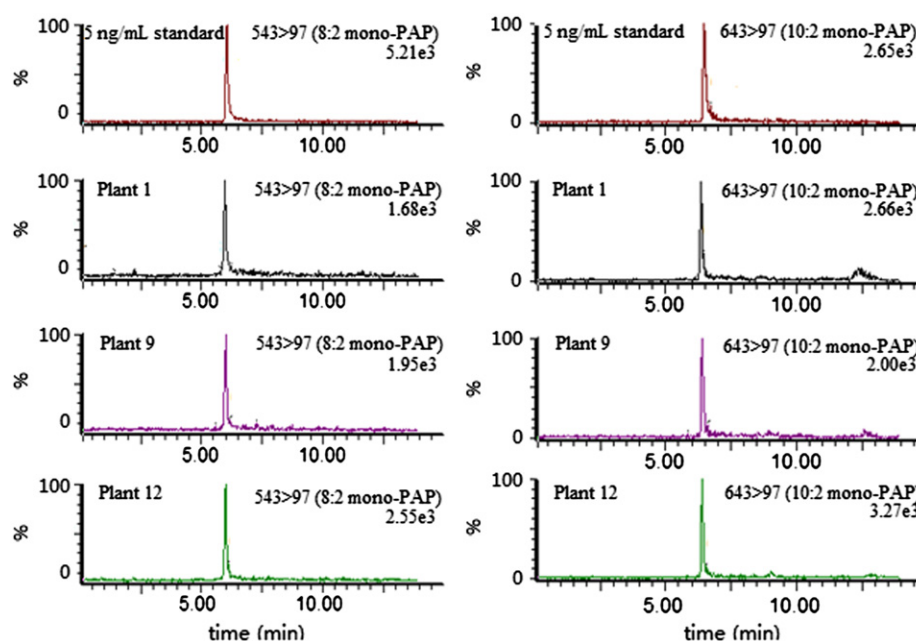 100
5 ng/mL standard
543>97 (8:2 mono-PAP)
5.21e3
%
0
5.00
10.00
100
5 ng/mL standard
643>97 (10:2 mono-PAP)
2.65e3
%
0
5.00
10.00
100
Plant 1
543>97 (8:2 mono-PAP)
1.68e3
%
0
5.00
10.00
100
Plant 1
643>97 (10:2 mono-PAP)
2.66e3
%
0
5.00
10.00
100
Plant 9
543>97 (8:2 mono-PAP)
1.95e3
%
0
5.00
10.00
100
Plant 9
643>97 (10:2 mono-PAP)
2.00e3
%
0
5.00
10.00
100
Plant 12
543>97 (8:2 mono-PAP)
2.55e3
%
0
5.00
10.00
time (min)
100
Plant 12
643>97 (10:2 mono-PAP)
3.27e3
%
0
5.00
10.00
time (min)